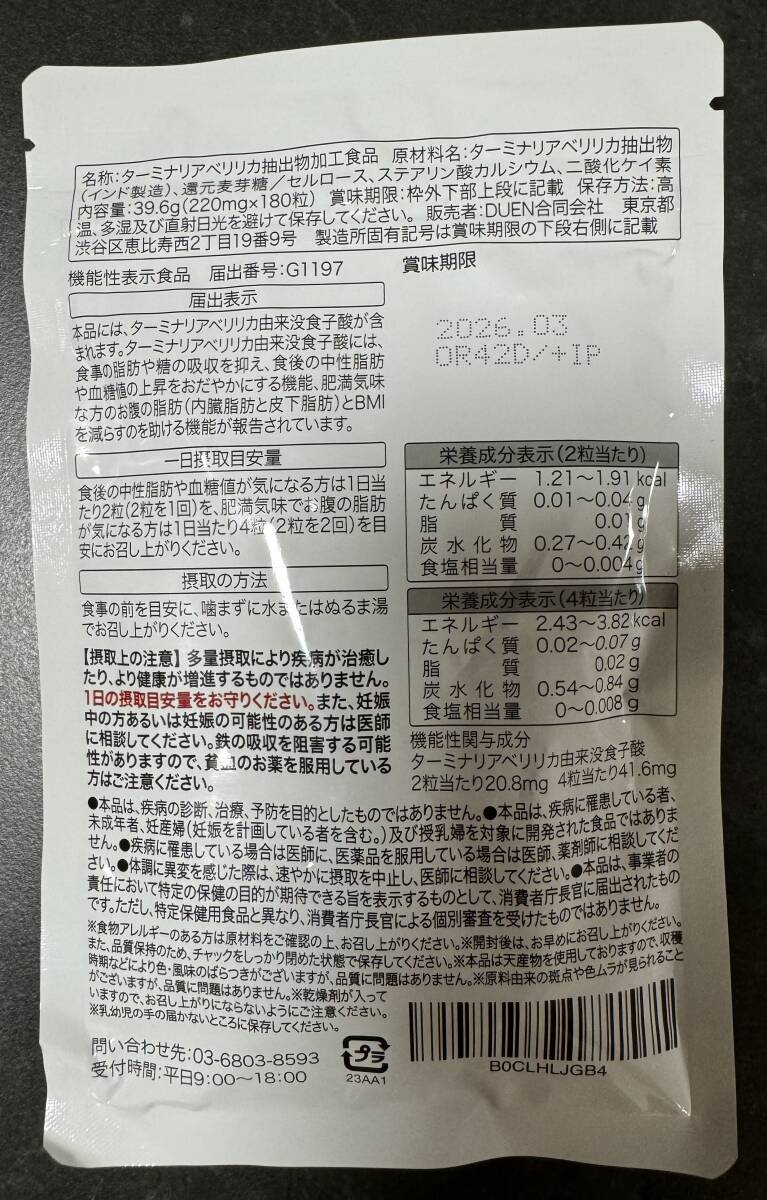 名称:ターミナリアベリリカ抽出物加工食品 原材料名:ターミナリアベリリカ抽出物
(インド製造)、還元麦芽糖/セルロース、ステアリン酸カルシウム、二酸化ケイ素
内容量:39.6g(220mg×180粒) 賞味期限:枠外下部上段に記載 保存方法:高
温、多湿及び直射日光を避けて保存してください。 販売者:DUEN合同会社 東京都
渋谷区恵比寿西2丁目19番9号 製造所固有記号は賞味期限の下段右側に記載
機能性表示食品 届出番号:G1197
賞味期限
2026.03
OR42D/+IP
届出表示
本品には、ターミナリアベリリカ由来没食子酸が含
まれます。ターミナリアベリリカ由来没食子酸には、
食事の脂肪や糖の吸収を抑え、食後の中性脂肪
や血糖値の上昇をおだやかにする機能、肥満気味
な方のお腹の脂肪(内臓脂肪と皮下脂肪)とBMI
を減らすのを助ける機能が報告されています。
一日摂取目安量
食後の中性脂肪や血糖値が気になる方は1日当
たり2粒(2粒を1回)を、肥満気味でお腹の脂肪
が気になる方は1日当たり4粒(2粒を2回)を目
安にお召し上がりください。
摂取の方法
食事の前を目安に、噛まずに水またはぬるま湯
でお召し上がりください。
【摂取上の注意】多量摂取により疾病が治癒し
たり、より健康が増進するものではありません。
1日の摂取目安量をお守りください。また、妊娠
中の方あるいは妊娠の可能性のある方は医師
に相談してください。鉄の吸収を阻害する可能
性がありますので、貧血のお薬を服用している
方はご注意ください。
栄養成分表示(2粒当たり)
エネルギー 1.21～1.91 kcal
たんぱく質 0.01～0.04 g
脂質 0.01 g
炭水化物 0.27～0.42 g
食塩相当量 0～0.004 g
栄養成分表示(4粒当たり)
エネルギー 2.43～3.82 kcal
たんぱく質 0.02～0.07 g
脂質 0.02 g
炭水化物 0.54～0.84 g
食塩相当量 0～0.008 g
機能性関与成分
ターミナリアベリリカ由来没食子酸
2粒当たり20.8mg 4粒当たり41.6mg
●本品は、疾病の診断、治療、予防を目的としたものではありません。●本品は、疾病に罹患している者、
未成年者、妊産婦(妊娠を計画している者を含む。)及び授乳婦を対象に開発された食品ではありま
せん。●疾病に罹患している場合は医師に、医薬品を服用している場合は医師、薬剤師に相談してくだ
さい。●体調に異変を感じた際は、速やかに摂取を中止し、医師に相談してください。●本品は、事業者の
責任において特定の保健の目的が期待できる旨を表示するものとして、消費者庁長官に届出されたもの
です。ただし、特定保健用食品と異なり、消費者庁長官による個別審査を受けたものではありません。
※食物アレルギーのある方は原材料をご確認の上、お召し上がりください。※開封後は、お早めにお召し上がりください。
また、品質保持のため、チャックをしっかり閉めた状態で保存してください。※本品は天産物を使用しておりますので、収穫
時期などにより色・風味のばらつきがございますが、品質に問題はありません。※原料由来の斑点や色ムラが見られること
がございますが、品質に問題はありません。※乾燥剤が入って
いますので、お召し上がりにならないようにご注意ください。
※乳幼児の手の届かないところに保存してください。
問い合わせ先:03-6803-8593
受付時間:平日9:00～18:00
プラ
23AA1
B0CLHLJGB4